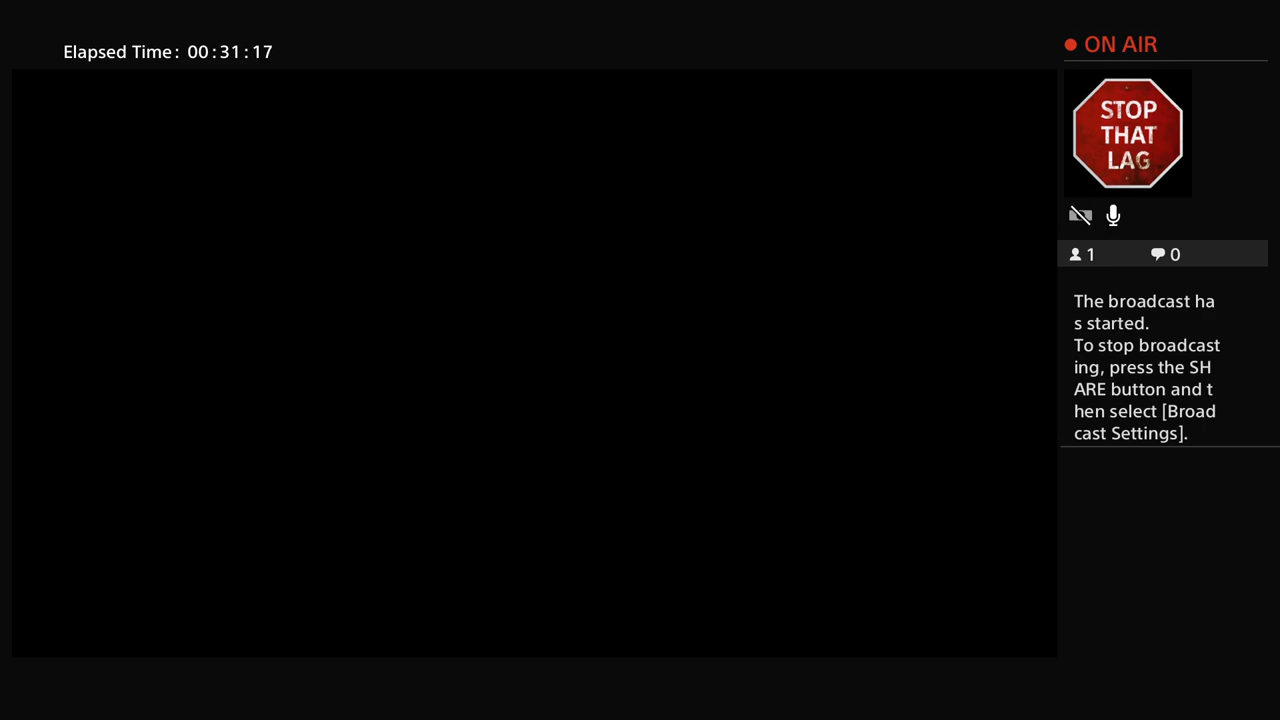 Elapsed Time: 00:31:17
ON AIR
STOP
THAT
LAG
1 0
The broadcast ha
s started.
To stop broadcast
ing, press the SH
ARE button and t
hen select [Broad
cast Settings].